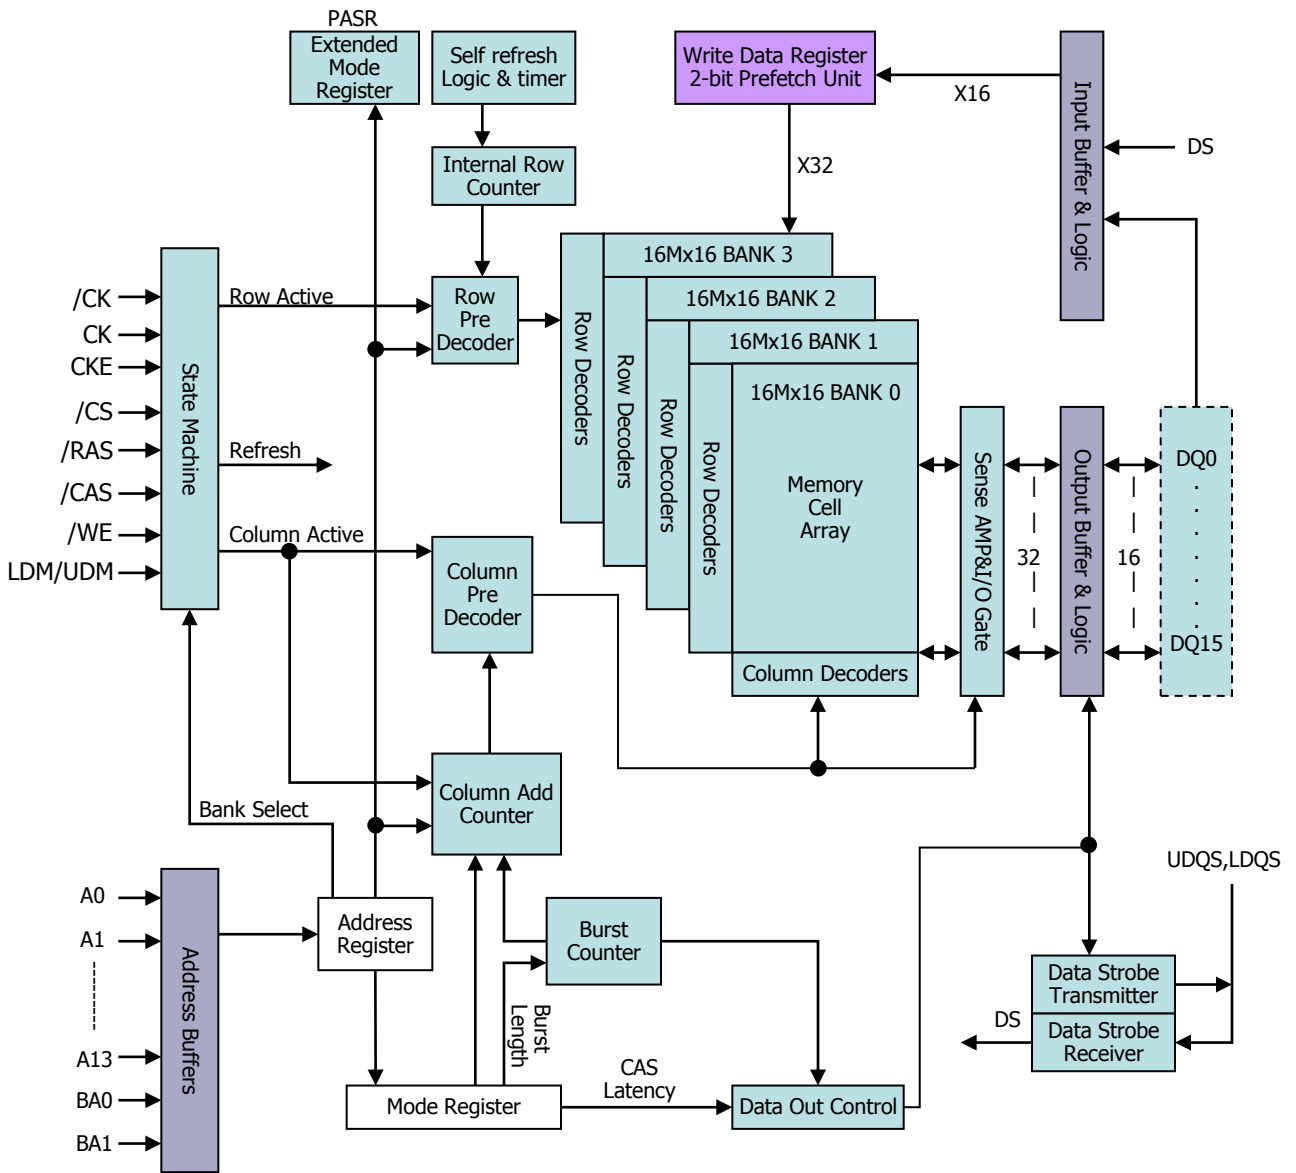 PASR
Extended
Mode
Register
Self refresh
Logic & timer
Write Data Register
2-bit Prefetch Unit
X16
Input Buffer & Logic
DS
Internal Row
Counter
X32
16Mx16 BANK 3
16Mx16 BANK 2
16Mx16 BANK 1
16Mx16 BANK 0
Row Decoders
Row Decoders
Row Decoders
Row Decoders
Memory
Cell
Array
Column Decoders
/CK
CK
CKE
/CS
/RAS
/CAS
/WE
LDM/UDM
State Machine
Row Active
Refresh
Column Active
Row
Pre
Decoder
Column
Pre
Decoder
Sense AMP&I/O Gate
32
Output Buffer & Logic
16
DQ0
DQ15
Bank Select
Column Add
Counter
A0
A1
A13
BA0
BA1
Address Buffers
Address
Register
Burst
Counter
Burst
Length
Mode Register
CAS
Latency
Data Out Control
UDQS,LDQS
Data Strobe
Transmitter
DS
Data Strobe
Receiver